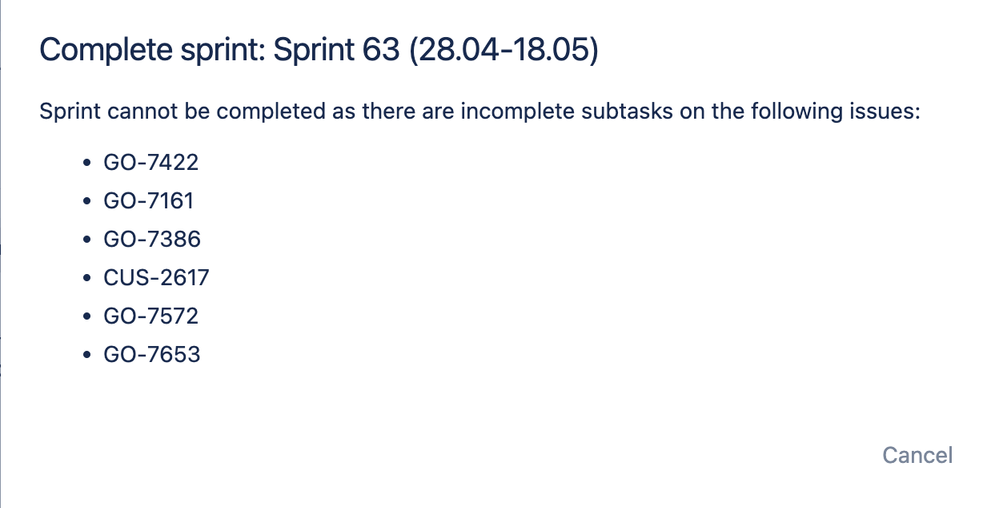 Complete sprint: Sprint 63 (28.04-18.05)
Sprint cannot be completed as there are incomplete subtasks on the following issues:
• GO-7422
• GO-7161
• GO-7386
• CUS-2617
• GO-7572
• GO-7653
Cancel